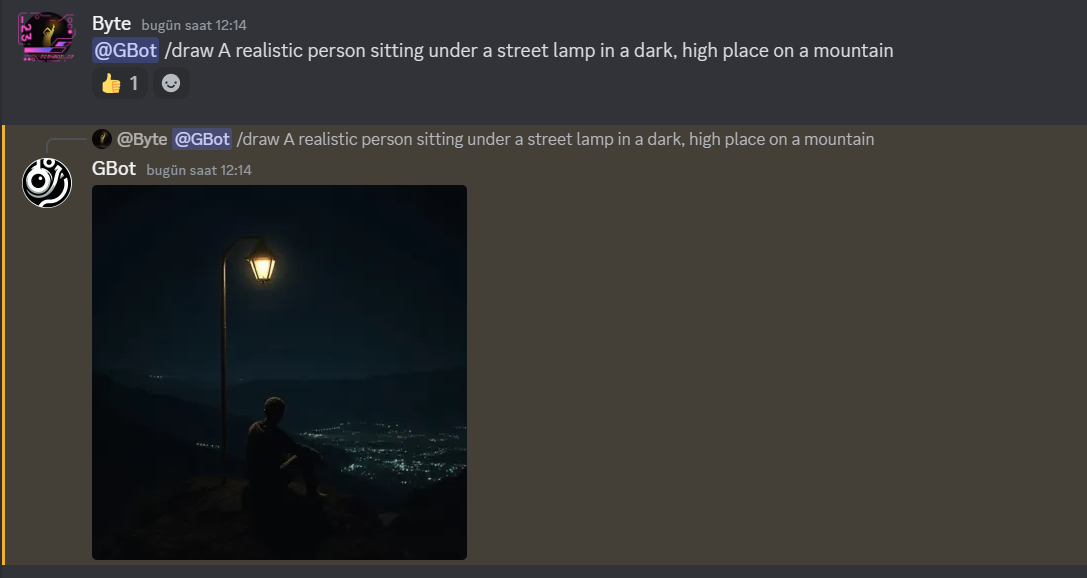 Byte bugün saat 12:14
@GBot /draw A realistic person sitting under a street lamp in a dark, high place on a mountain
👍 1
@Byte @GBot /draw A realistic person sitting under a street lamp in a dark, high place on a mountain
GBot bugün saat 12:14